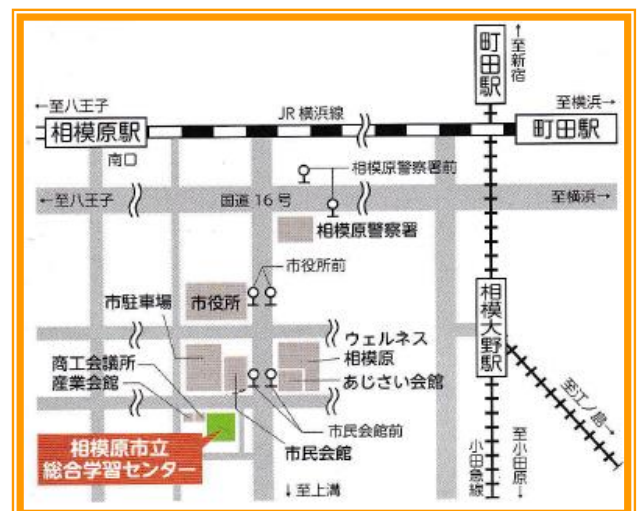 町田駅
←至新宿
←至八王子
JR横浜線
至横浜→
相模原駅
町田駅
南口
相模原警察署前
←至八王子
国道16号
至横浜→
相模原警察署
市役所前
市駐車場
市役所
相模大野駅
ウェルネス
相模原
商工会議所
産業会館
あじさい会館
至江ノ島→
市民会館前
相模原市立
総合学習センター
市民会館
小田急線
至小田原→
↓至上溝